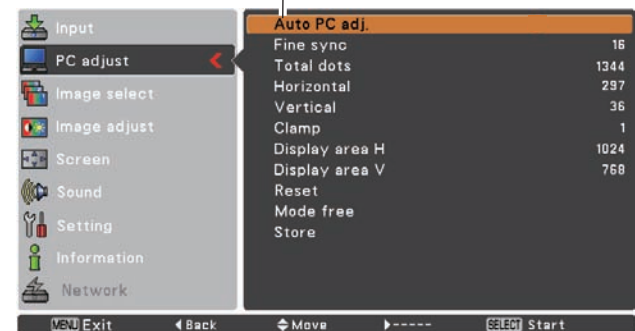 Input
PC adjust
Image select
Image adjust
Screen
Sound
Setting
Information
Network
Auto PC adj.
Fine sync 16
Total dots 1344
Horizontal 297
Vertical 36
Clamp 1
Display area H 1024
Display area V 768
Reset
Mode free
Store
MENU Exit ◀Back ◆Move ▶----- SELECT Start